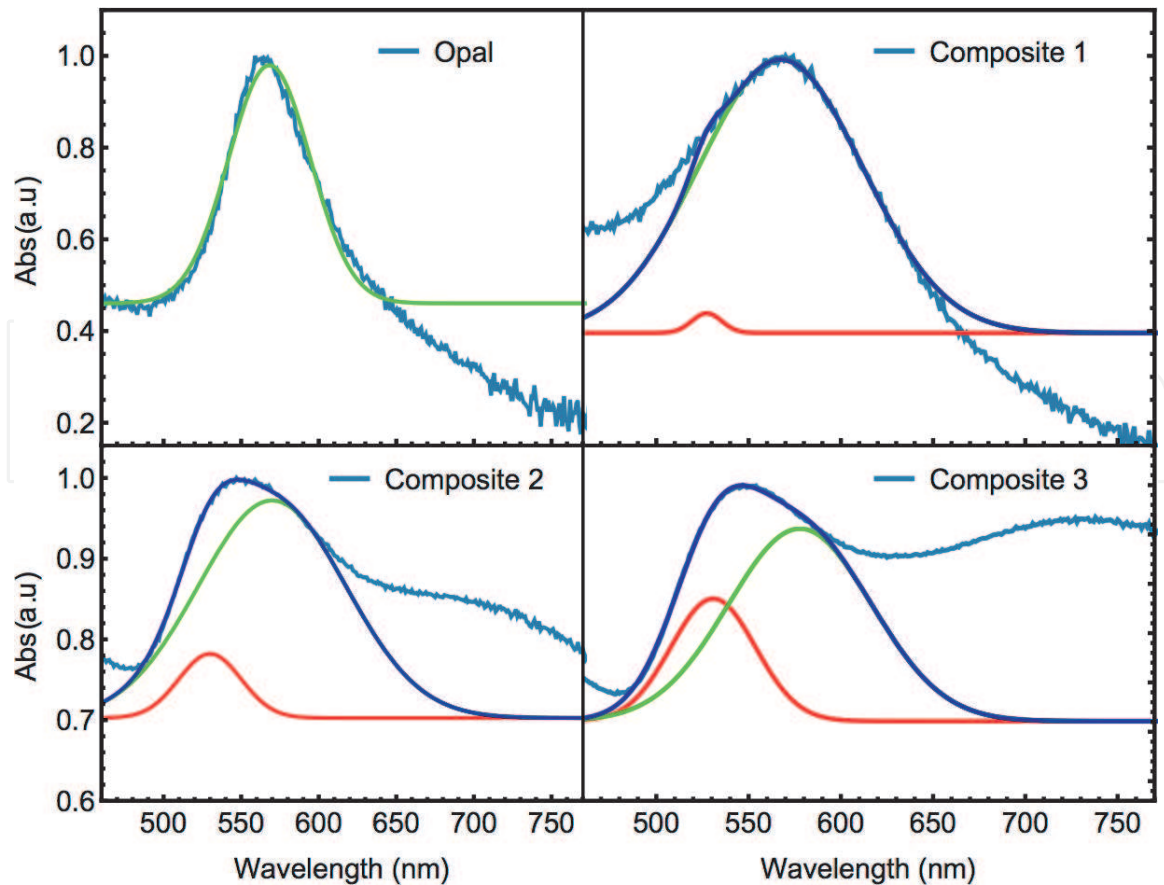 Opal
Composite 1
1.0
0.8
0.6
0.4
0.2
Abs(a.u)
Composite 2
Composite 3
1.0
0.9
0.8
0.7
0.6
Abs(a.u)
500 550 600 650 700 750
500 550 600 650 700 750
Wavelength (nm)
Wavelength (nm)